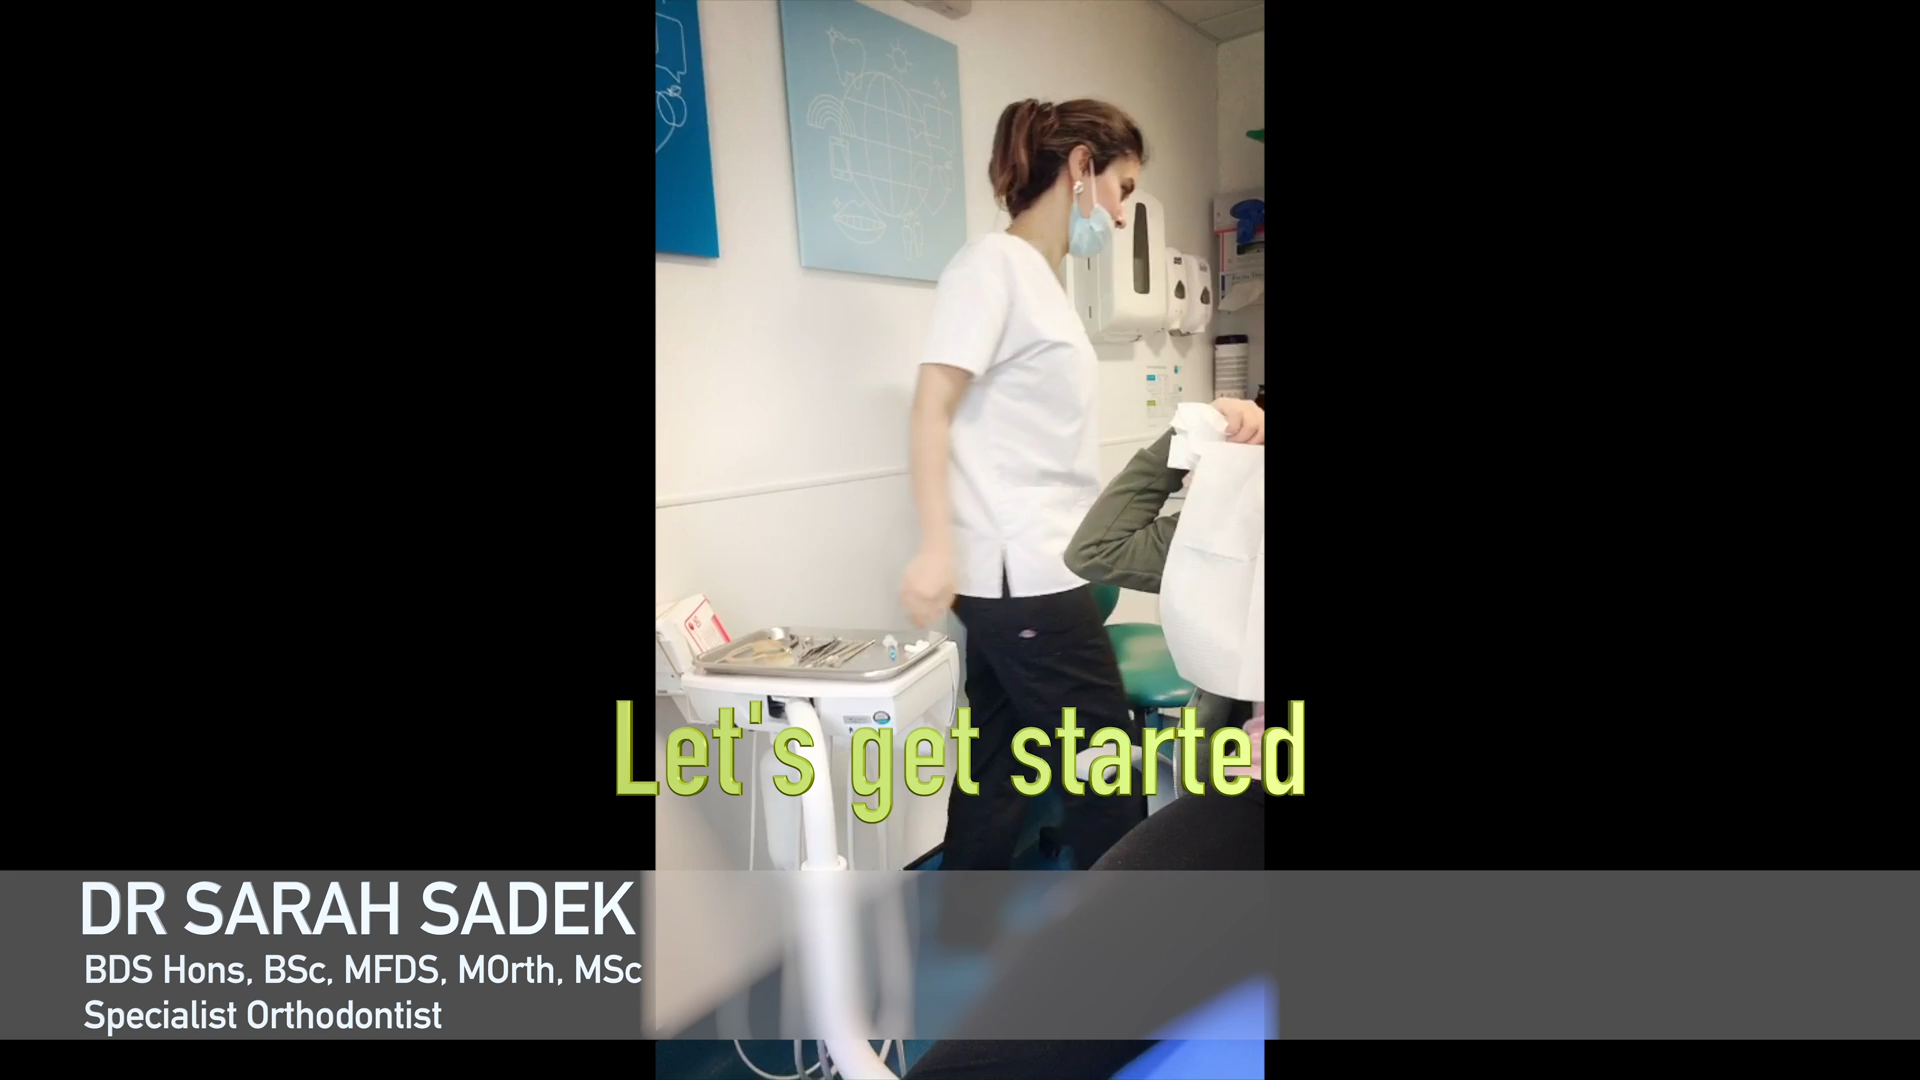 Let's get started
DR SARAH SADEK
BDS Hons, BSc, MFDS, MOrth, MSc
Specialist Orthodontist